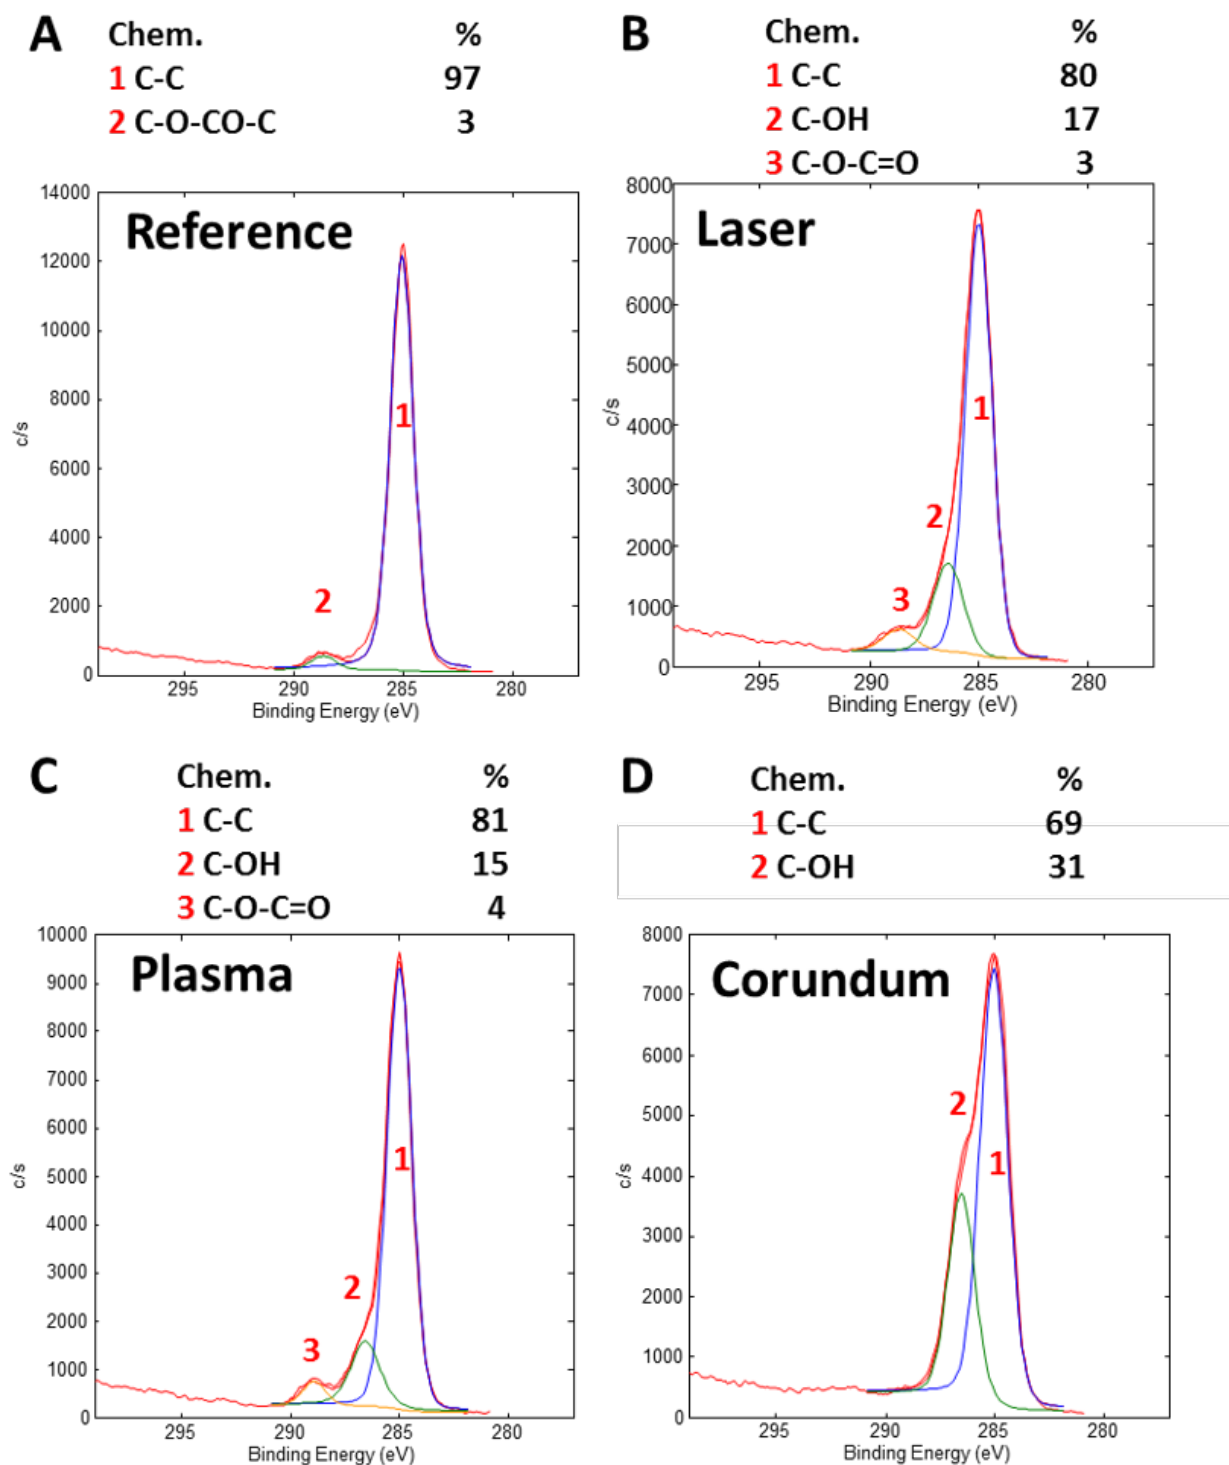 A
Chem. %
1 C-C 97
2 C-O-CO-C 3
Reference
14000
12000
10000
8000
6000
4000
2000
0
c/s
1
2
295 290 285 280
Binding Energy (eV)
B
Chem. %
1 C-C 80
2 C-OH 17
3 C-O-C=O 3
Laser
8000
7000
6000
5000
4000
3000
2000
1000
0
c/s
1
2
3
295 290 285 280
Binding Energy (eV)
C
Chem. %
1 C-C 81
2 C-OH 15
3 C-O-C=O 4
Plasma
10000
9000
8000
7000
6000
5000
4000
3000
2000
1000
0
c/s
1
2
3
295 290 285 280
Binding Energy (eV)
D
Chem. %
1 C-C 69
2 C-OH 31
Corundum
8000
7000
6000
5000
4000
3000
2000
1000
0
c/s
2
1
295 290 285 280
Binding Energy (eV)